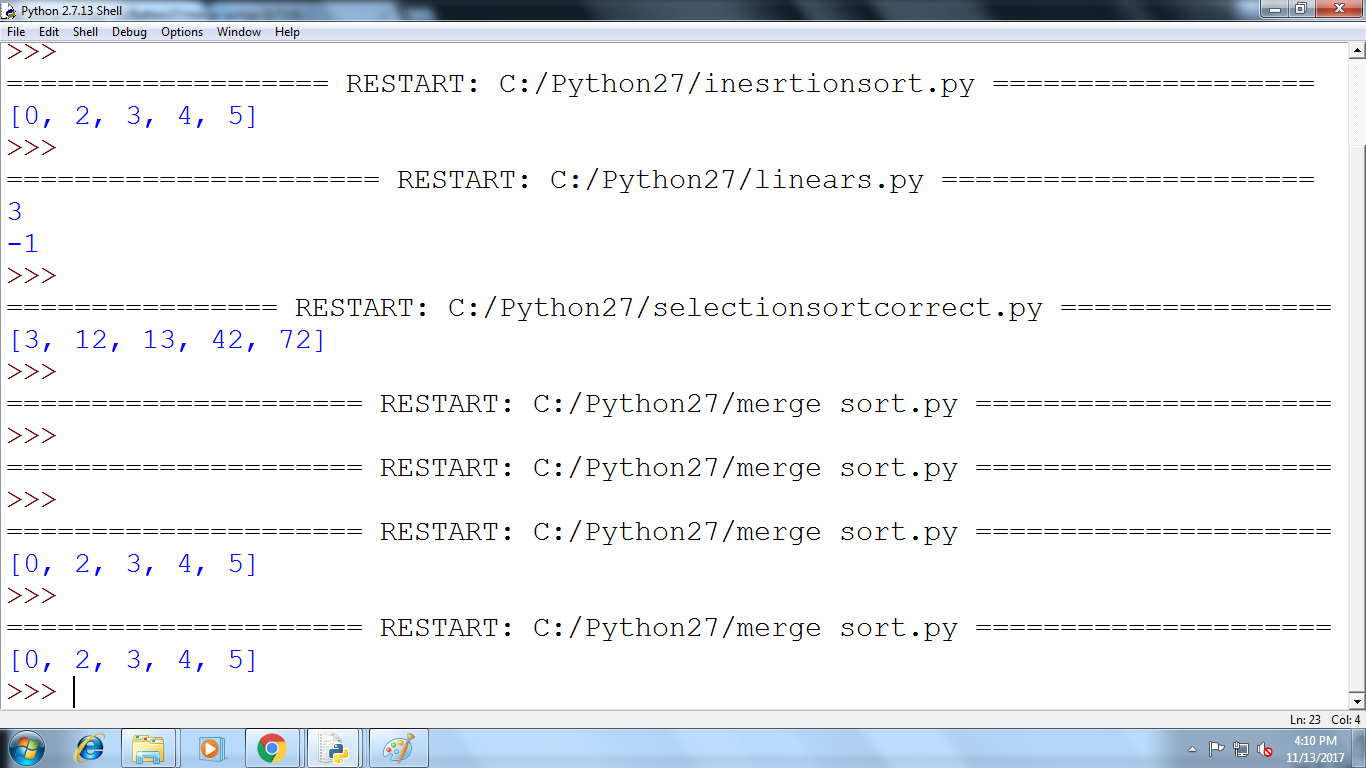 Python 2.7.13 Shell
File Edit Shell Debug Options Window Help
>>>
=================== RESTART: C:/Python27/inesrtionsort.py ===================
[0, 2, 3, 4, 5]
>>>
====================== RESTART: C:/Python27/linears.py ======================
3
-1
>>>
================ RESTART: C:/Python27/selectionsortcorrect.py ================
[3, 12, 13, 42, 72]
>>>
===================== RESTART: C:/Python27/merge sort.py =====================
>>>
===================== RESTART: C:/Python27/merge sort.py =====================
>>>
===================== RESTART: C:/Python27/merge sort.py =====================
[0, 2, 3, 4, 5]
>>>
===================== RESTART: C:/Python27/merge sort.py =====================
[0, 2, 3, 4, 5]
>>>
Ln: 23 Col: 4
4:10 PM
11/13/2017